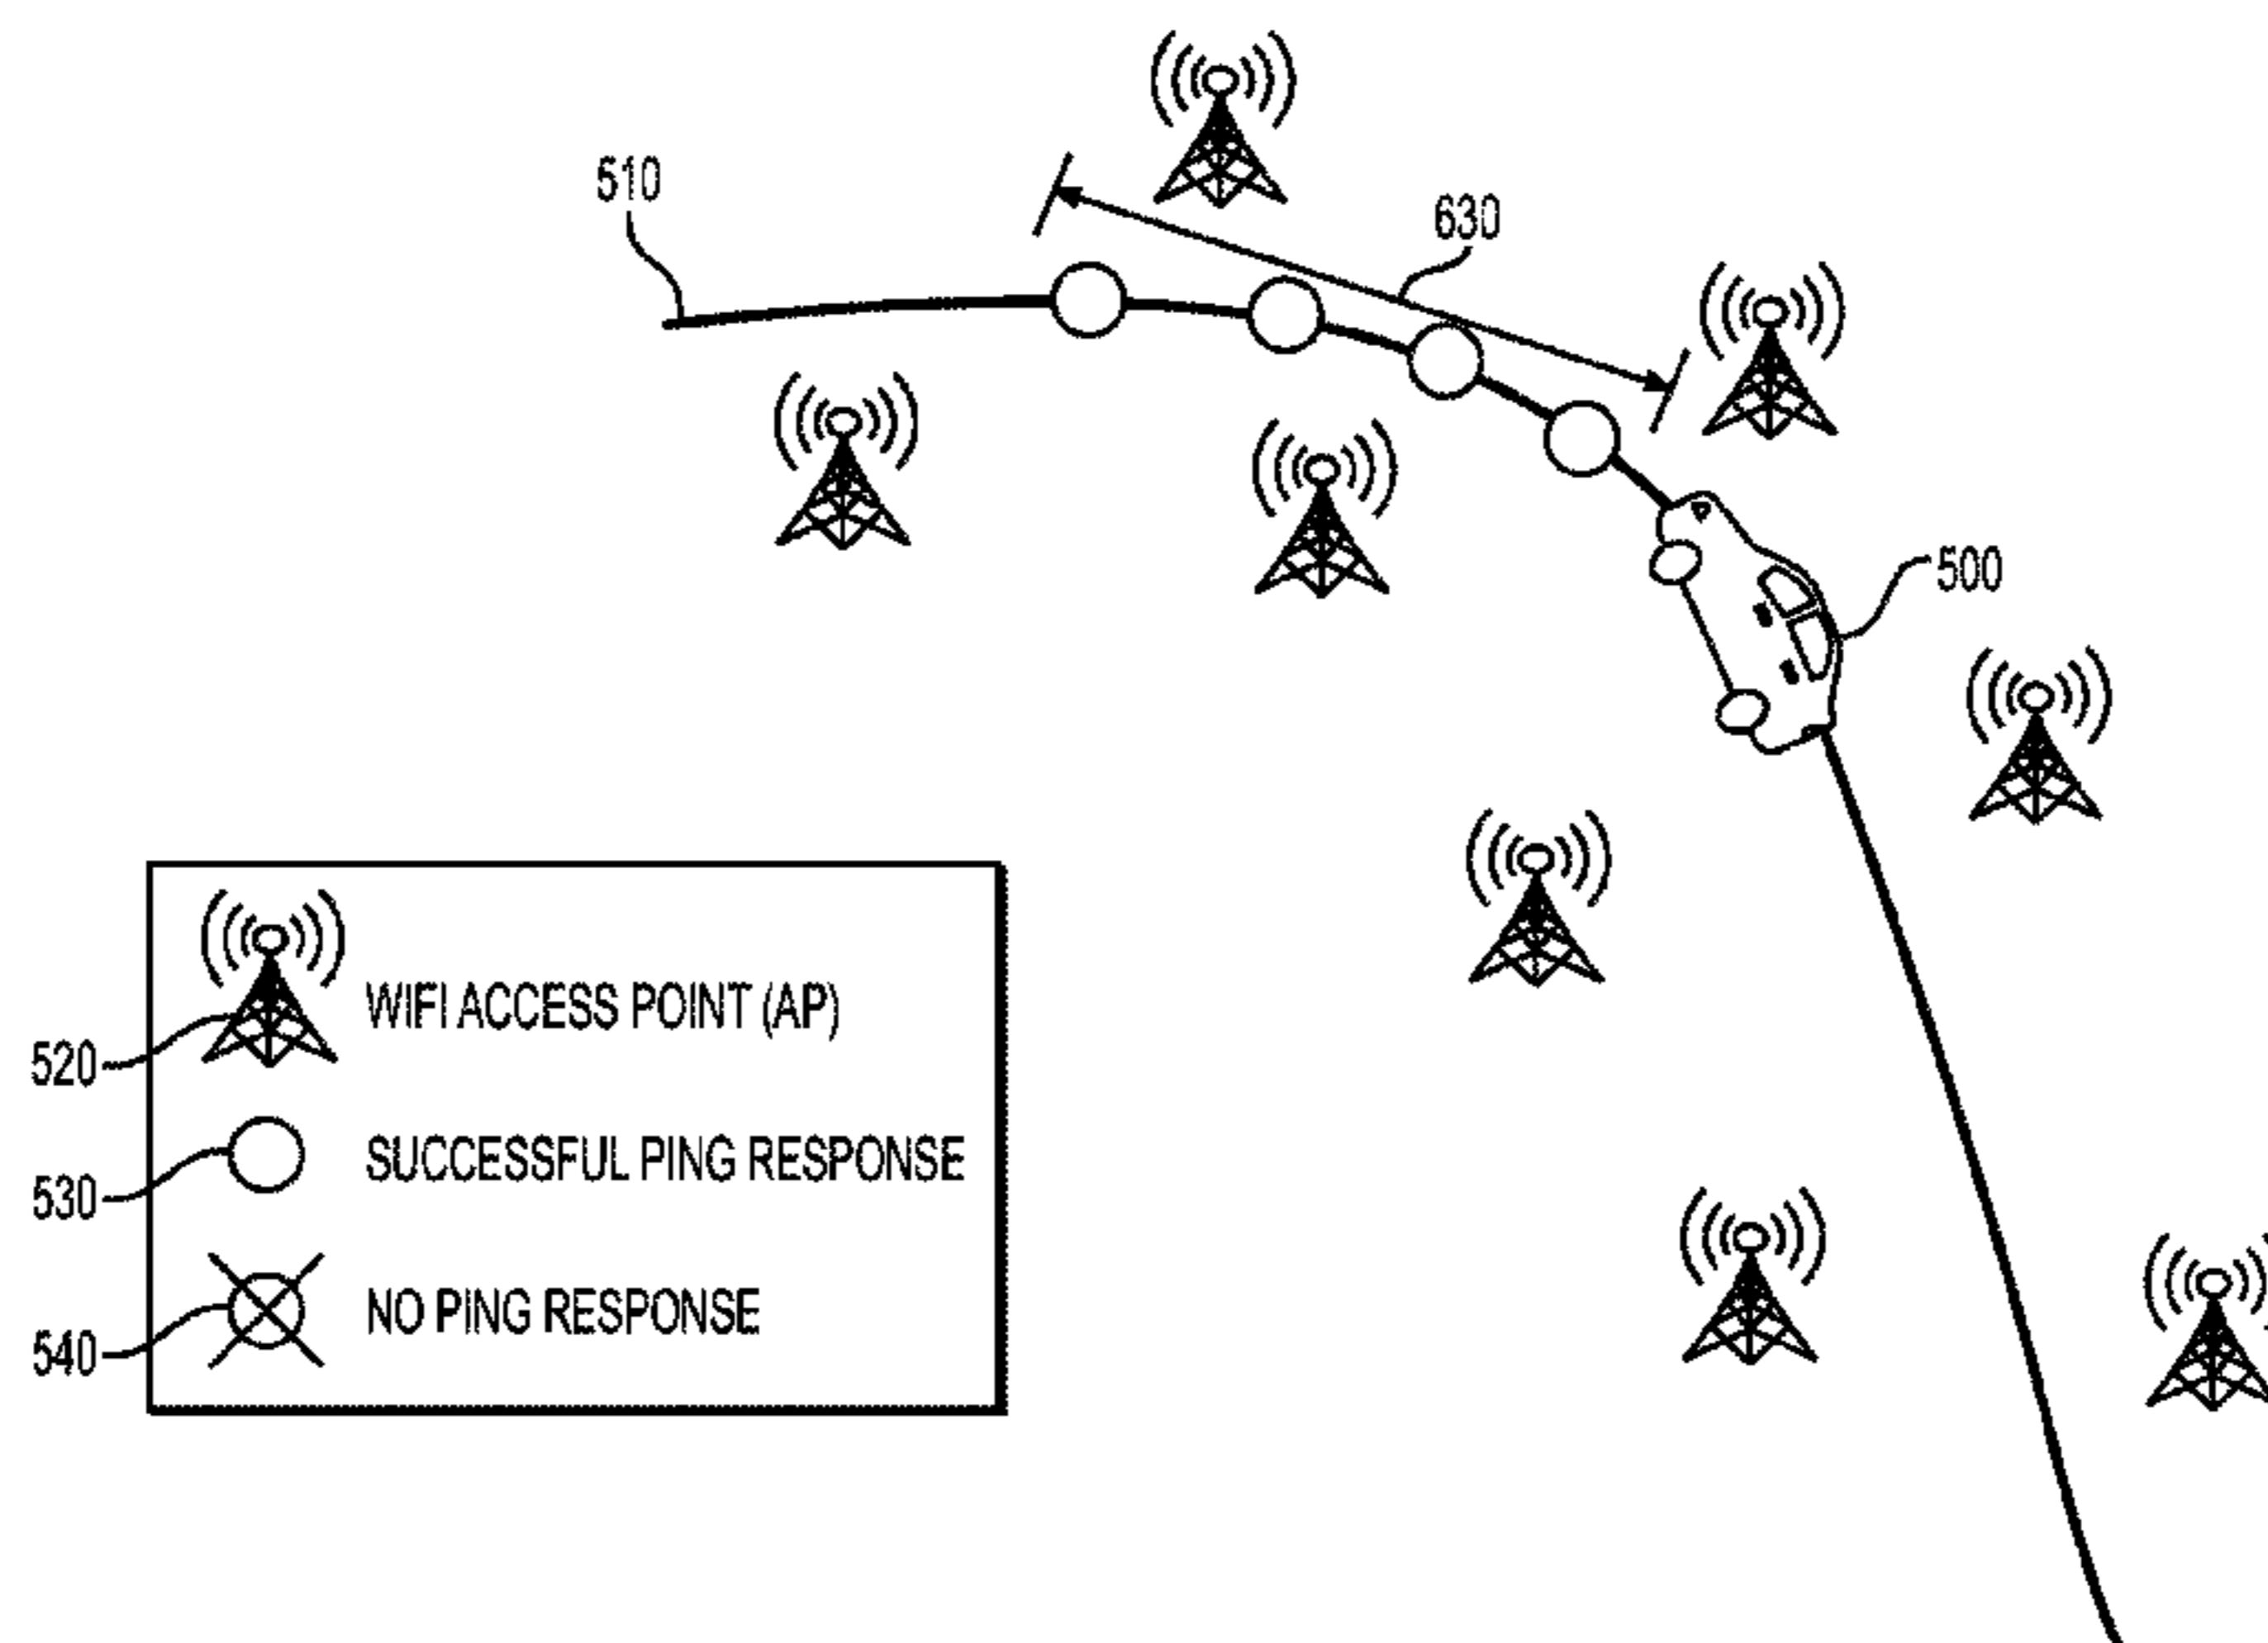 510
630
500
520
WIFI ACCESS POINT (AP)
530
SUCCESSFUL PING RESPONSE
540
NO PING RESPONSE